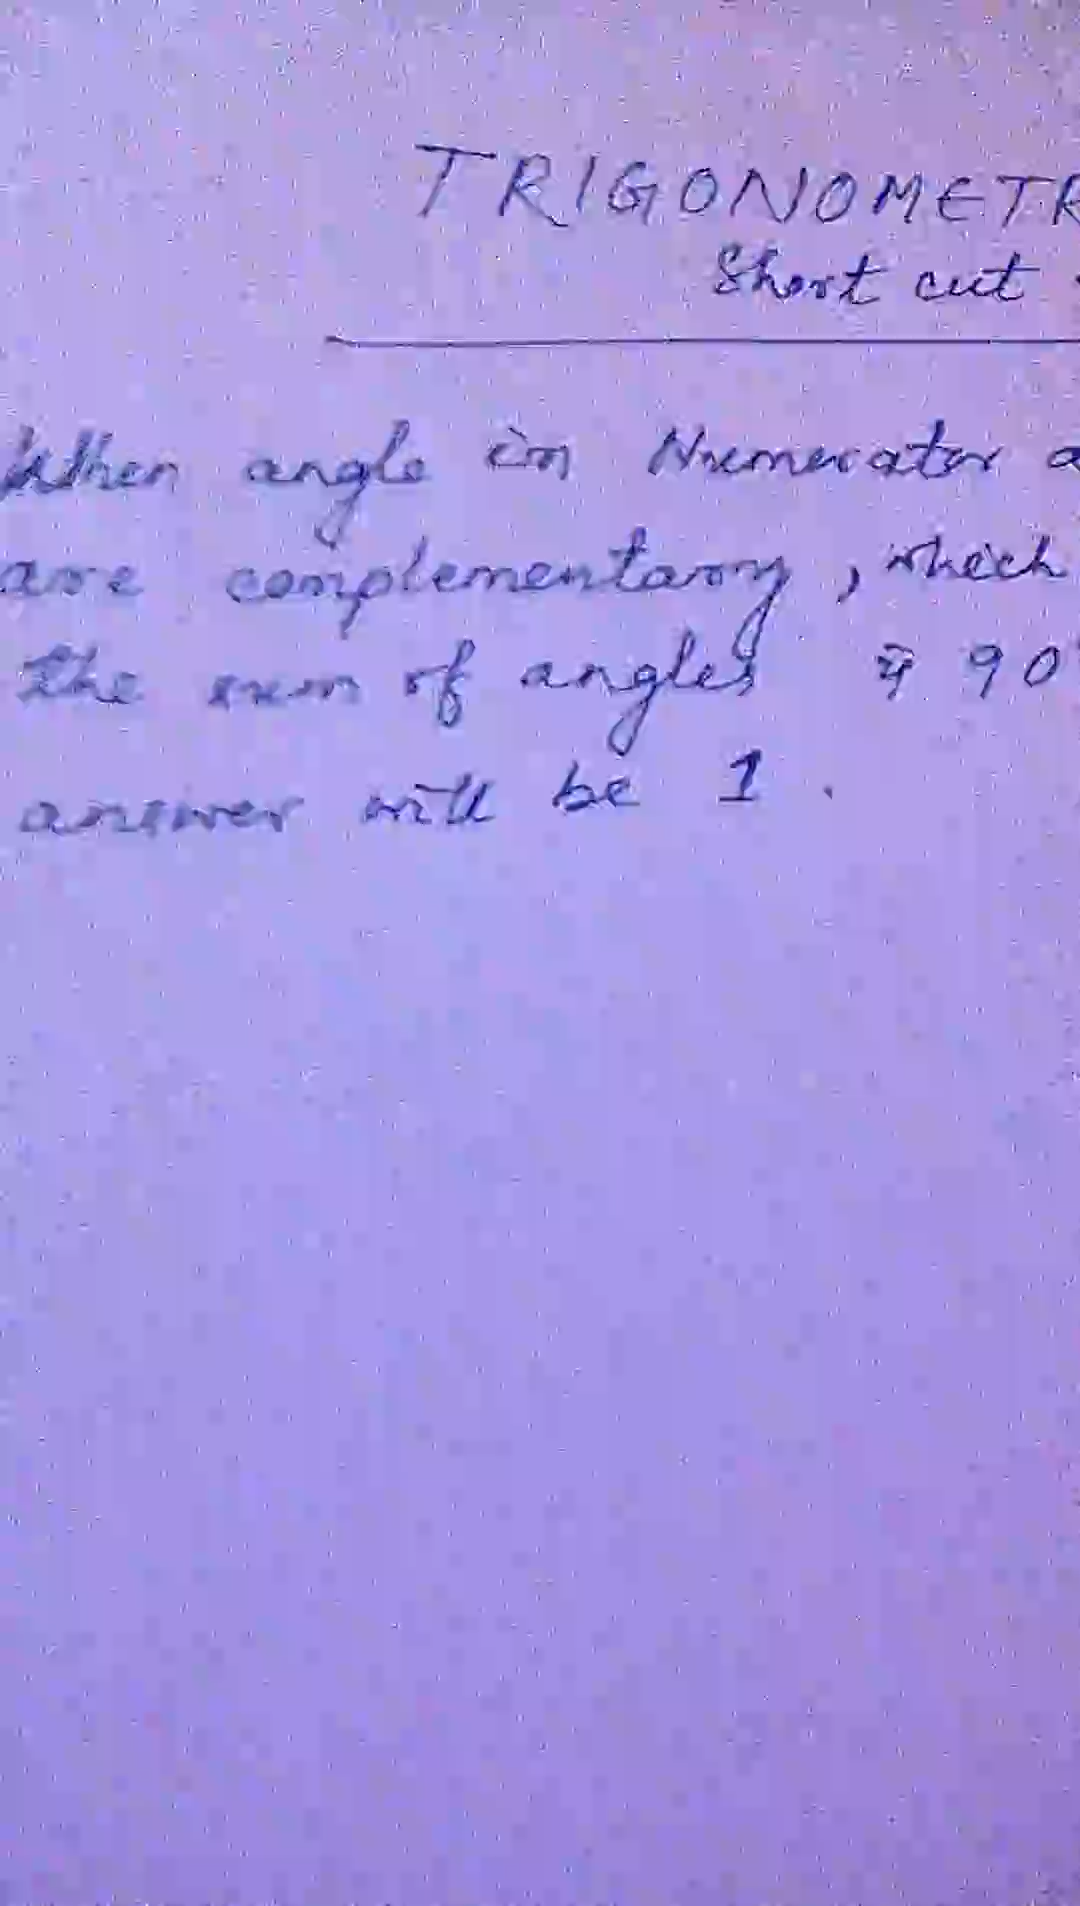 TRIGONOMETR
Short cut
When angle in Numerator a
are complementary, which
the sum of angles is 90°
answer will be 1.